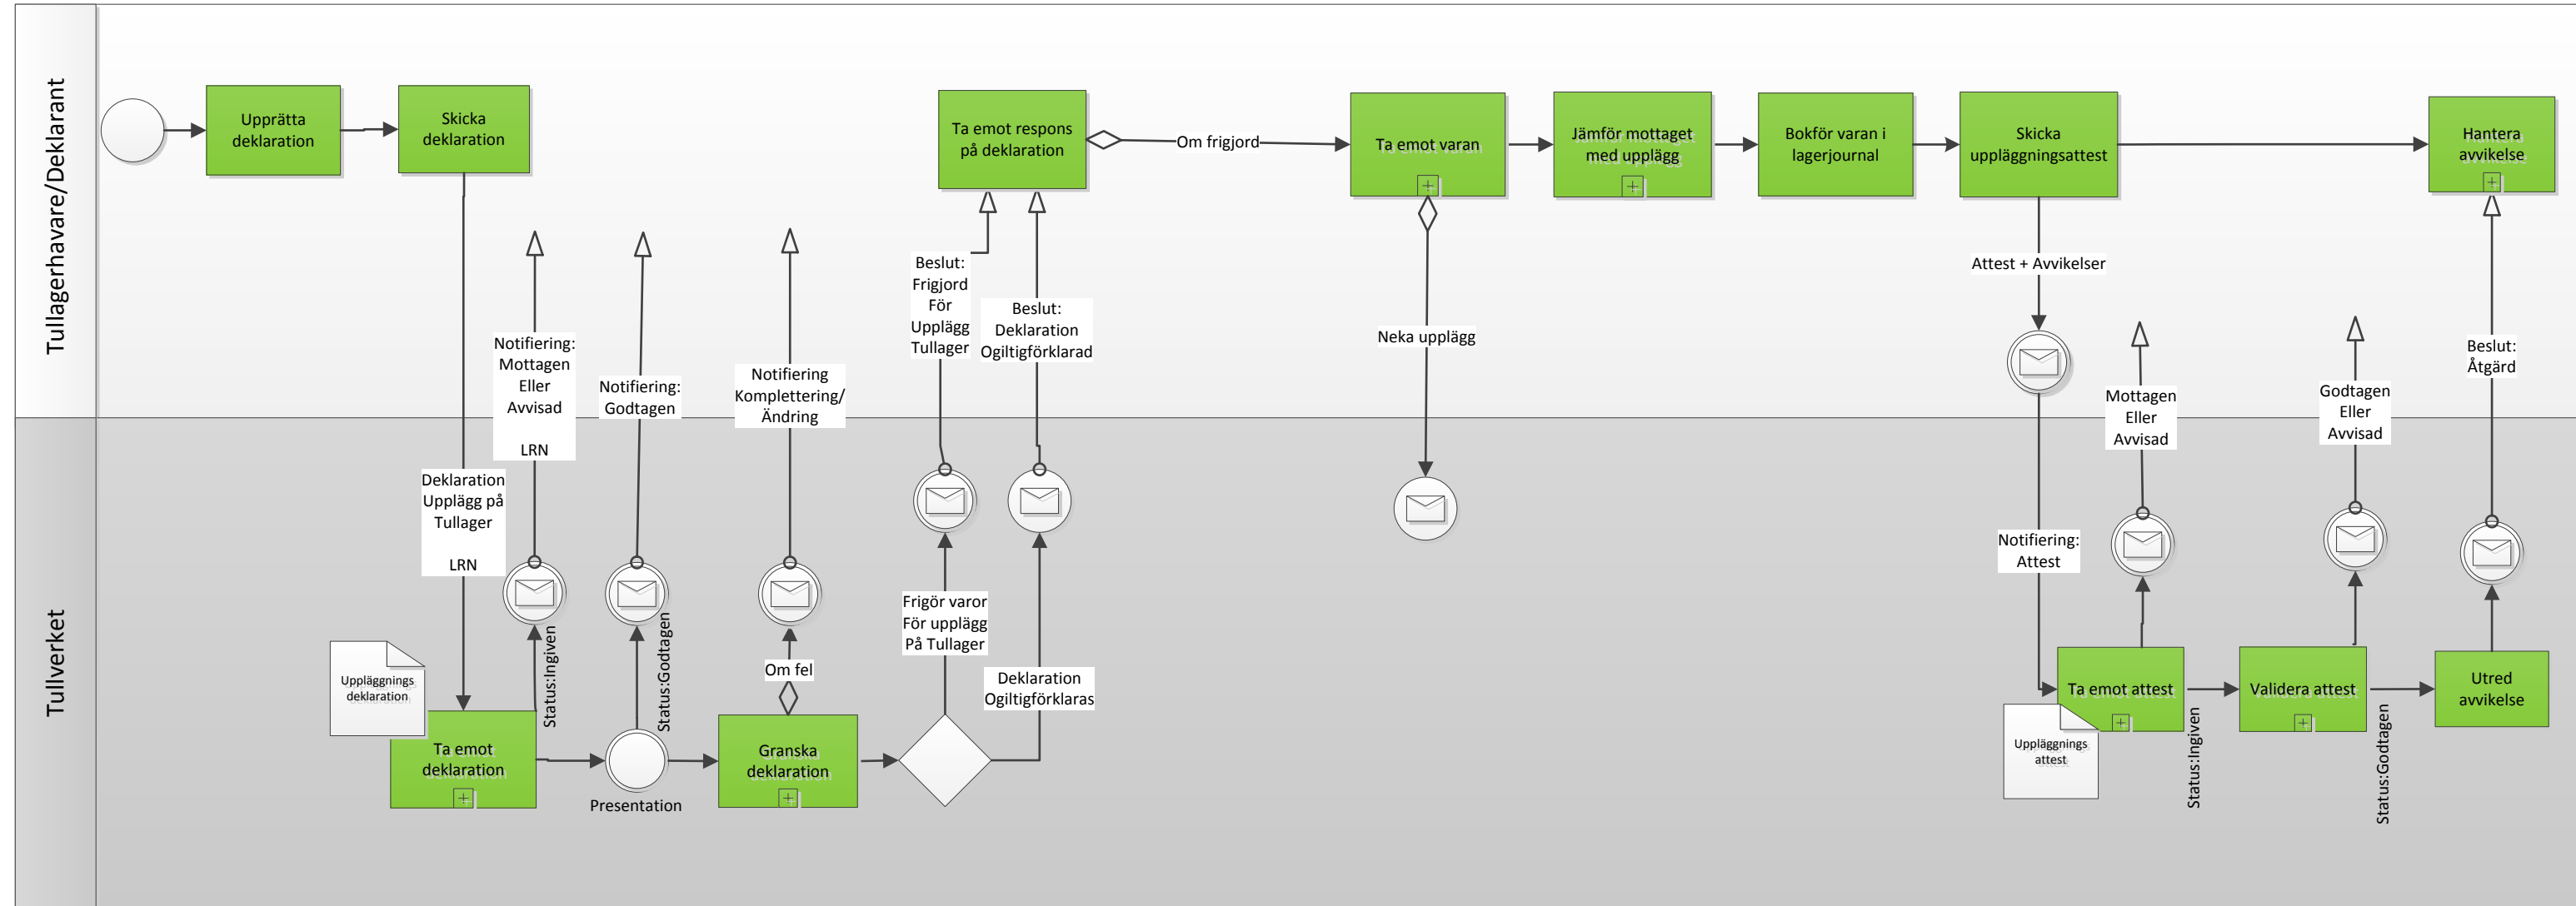 Tullagerhavare/Deklarant
Upprätta
deklaration
Skicka
deklaration
Ta emot respons
på deklaration
Om frigjord
Ta emot varan
Jämför mottaget
med upplägg
Bokför varan i
lagerjournal
Skicka
uppläggningsattest
Hantera
avvikelse
Beslut:
Frigjord
För
Upplägg
Tullager
Beslut:
Deklaration
Ogiltigförklarad
Neka upplägg
Attest + Avvikelser
Notifiering:
Mottagen
Eller
Avvisad
LRN
Notifiering:
Godtagen
Notifiering
Komplettering/
Ändring
Mottagen
Eller
Avvisad
Godtagen
Eller
Avvisad
Beslut:
Åtgärd
Tullverket
Deklaration
Upplägg på
Tullager
LRN
Uppläggnings
deklaration
Ta emot
deklaration
Status:Ingiven
Presentation
Status:Godtagen
Om fel
Granska
deklaration
Frigör varor
För upplägg
På Tullager
Deklaration
Ogiltigförklaras
Notifiering:
Attest
Uppläggnings
attest
Ta emot attest
Status:Ingiven
Validera attest
Status:Godtagen
Utred
avvikelse